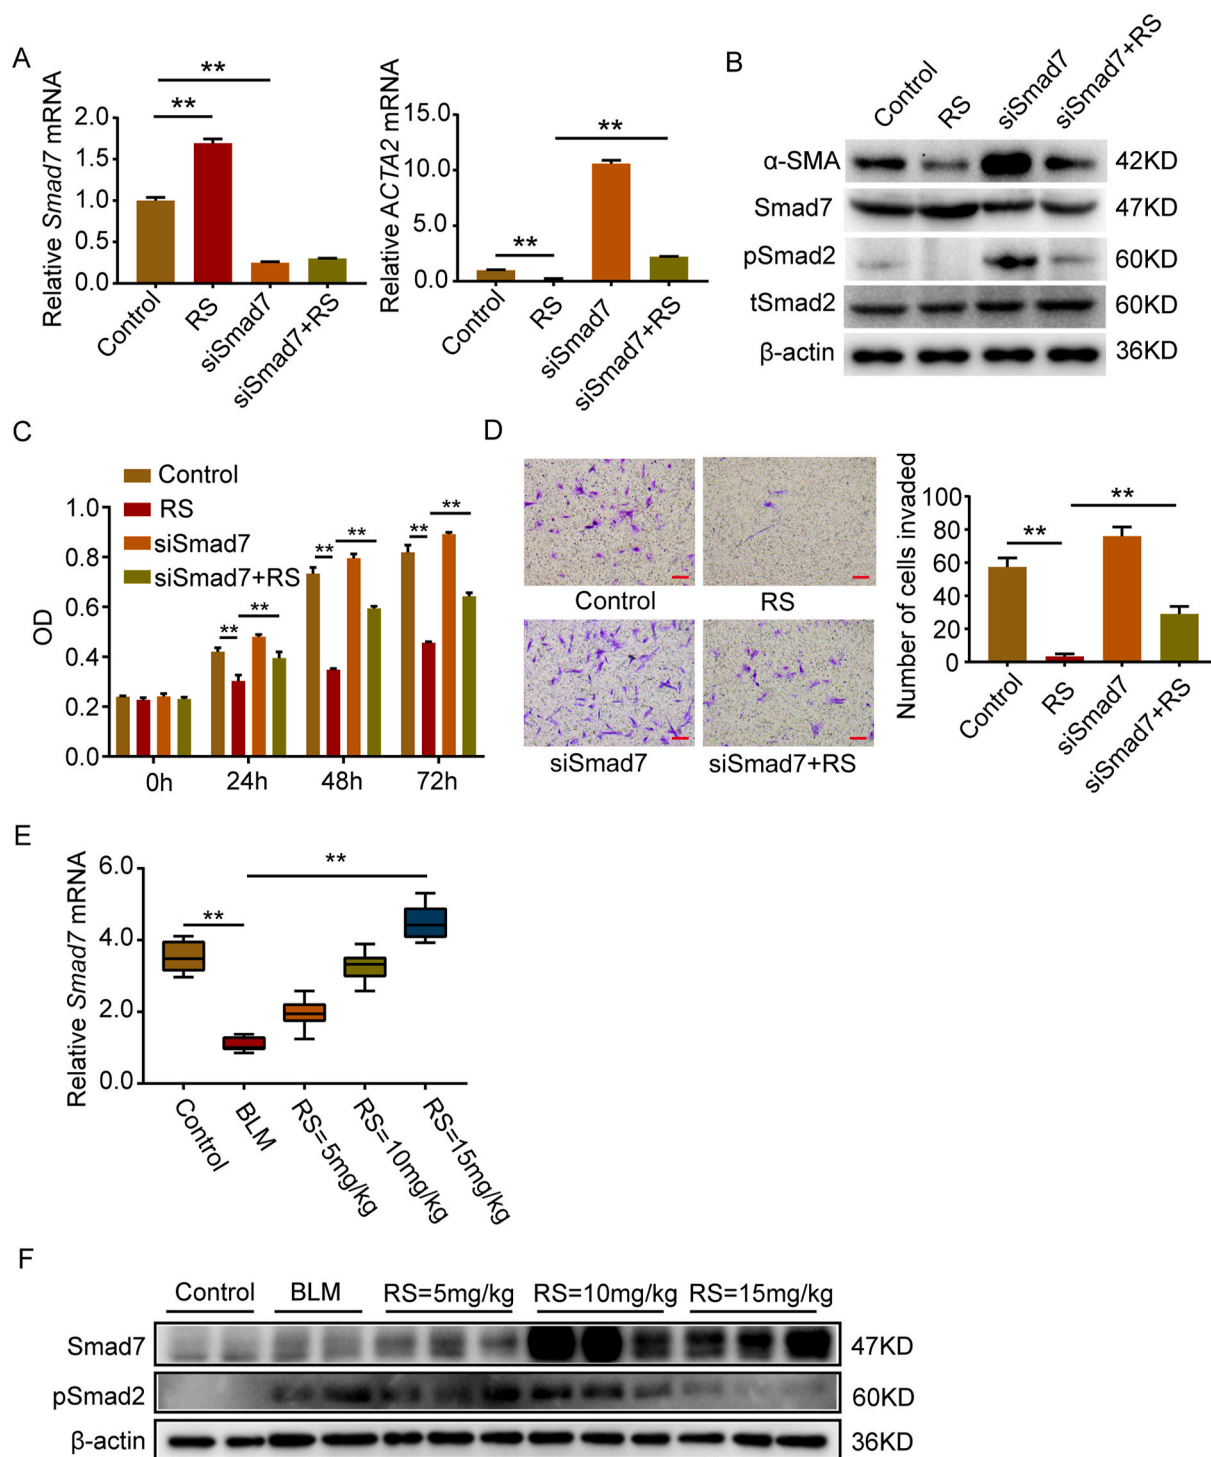 A
Relative Smad7 mRNA
2.0
1.5
1.0
0.5
0.0
**
**
Control
RS
siSmad7
siSmad7+RS
Relative ACTA2 mRNA
15.0
10.0
5.0
0.0
**
**
Control
RS
siSmad7
siSmad7+RS
B
Control
RS
siSmad7
siSmad7+RS
α-SMA 42KD
Smad7 47KD
pSmad2 60KD
tSmad2 60KD
β-actin 36KD
C
Control
RS
siSmad7
siSmad7+RS
OD
1.0
0.8
0.6
0.4
0.2
0.0
** **
** **
** **
0h 24h 48h 72h
D
Control RS
siSmad7 siSmad7+RS
Number of cells invaded
100
80
60
40
20
0
**
**
Control
RS
siSmad7
siSmad7+RS
E
Relative Smad7 mRNA
6.0
4.0
2.0
0.0
**
**
Control
BLM
RS=5mg/kg
RS=10mg/kg
RS=15mg/kg
F
Control BLM RS=5mg/kg RS=10mg/kg RS=15mg/kg
Smad7 47KD
pSmad2 60KD
β-actin 36KD